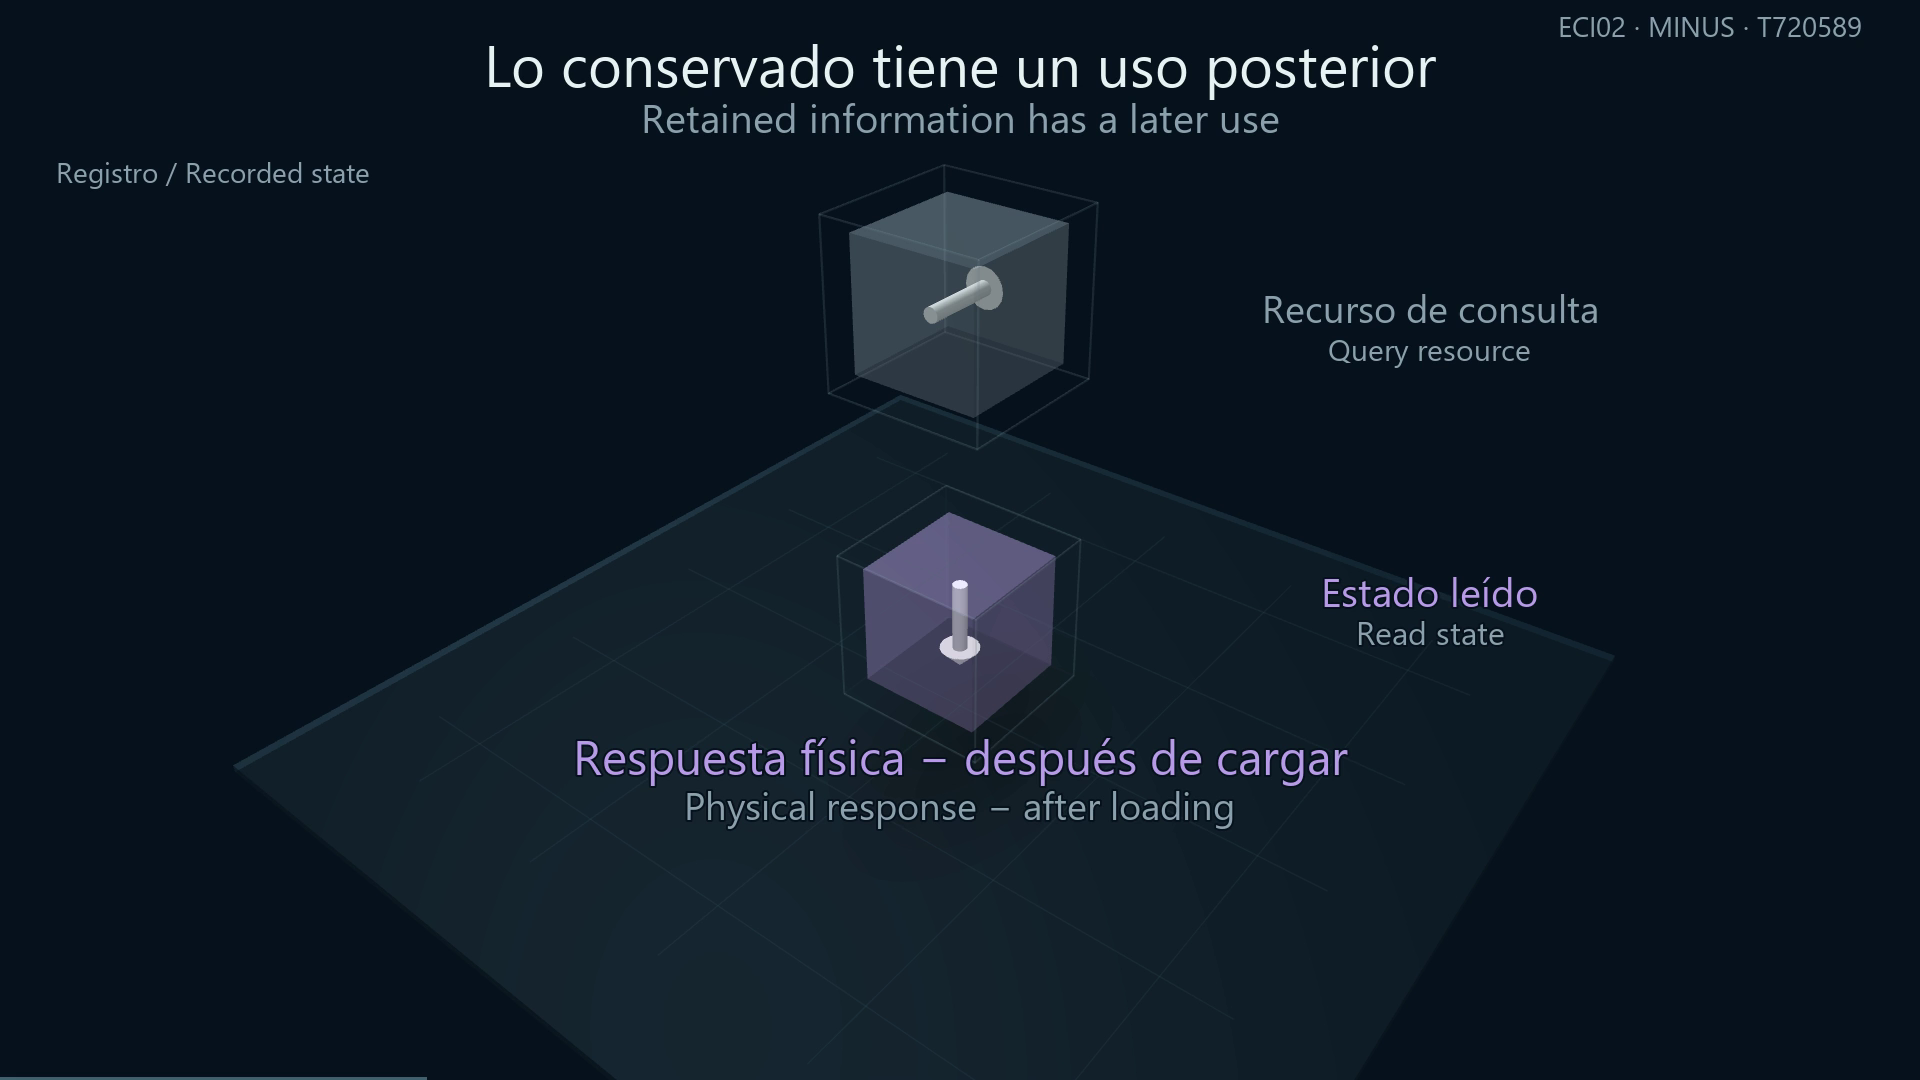 ECI02 · MINUS · T720589
Lo conservado tiene un uso posterior
Retained information has a later use
Registro / Recorded state
Recurso de consulta
Query resource
Estado leído
Read state
Respuesta física – después de cargar
Physical response – after loading